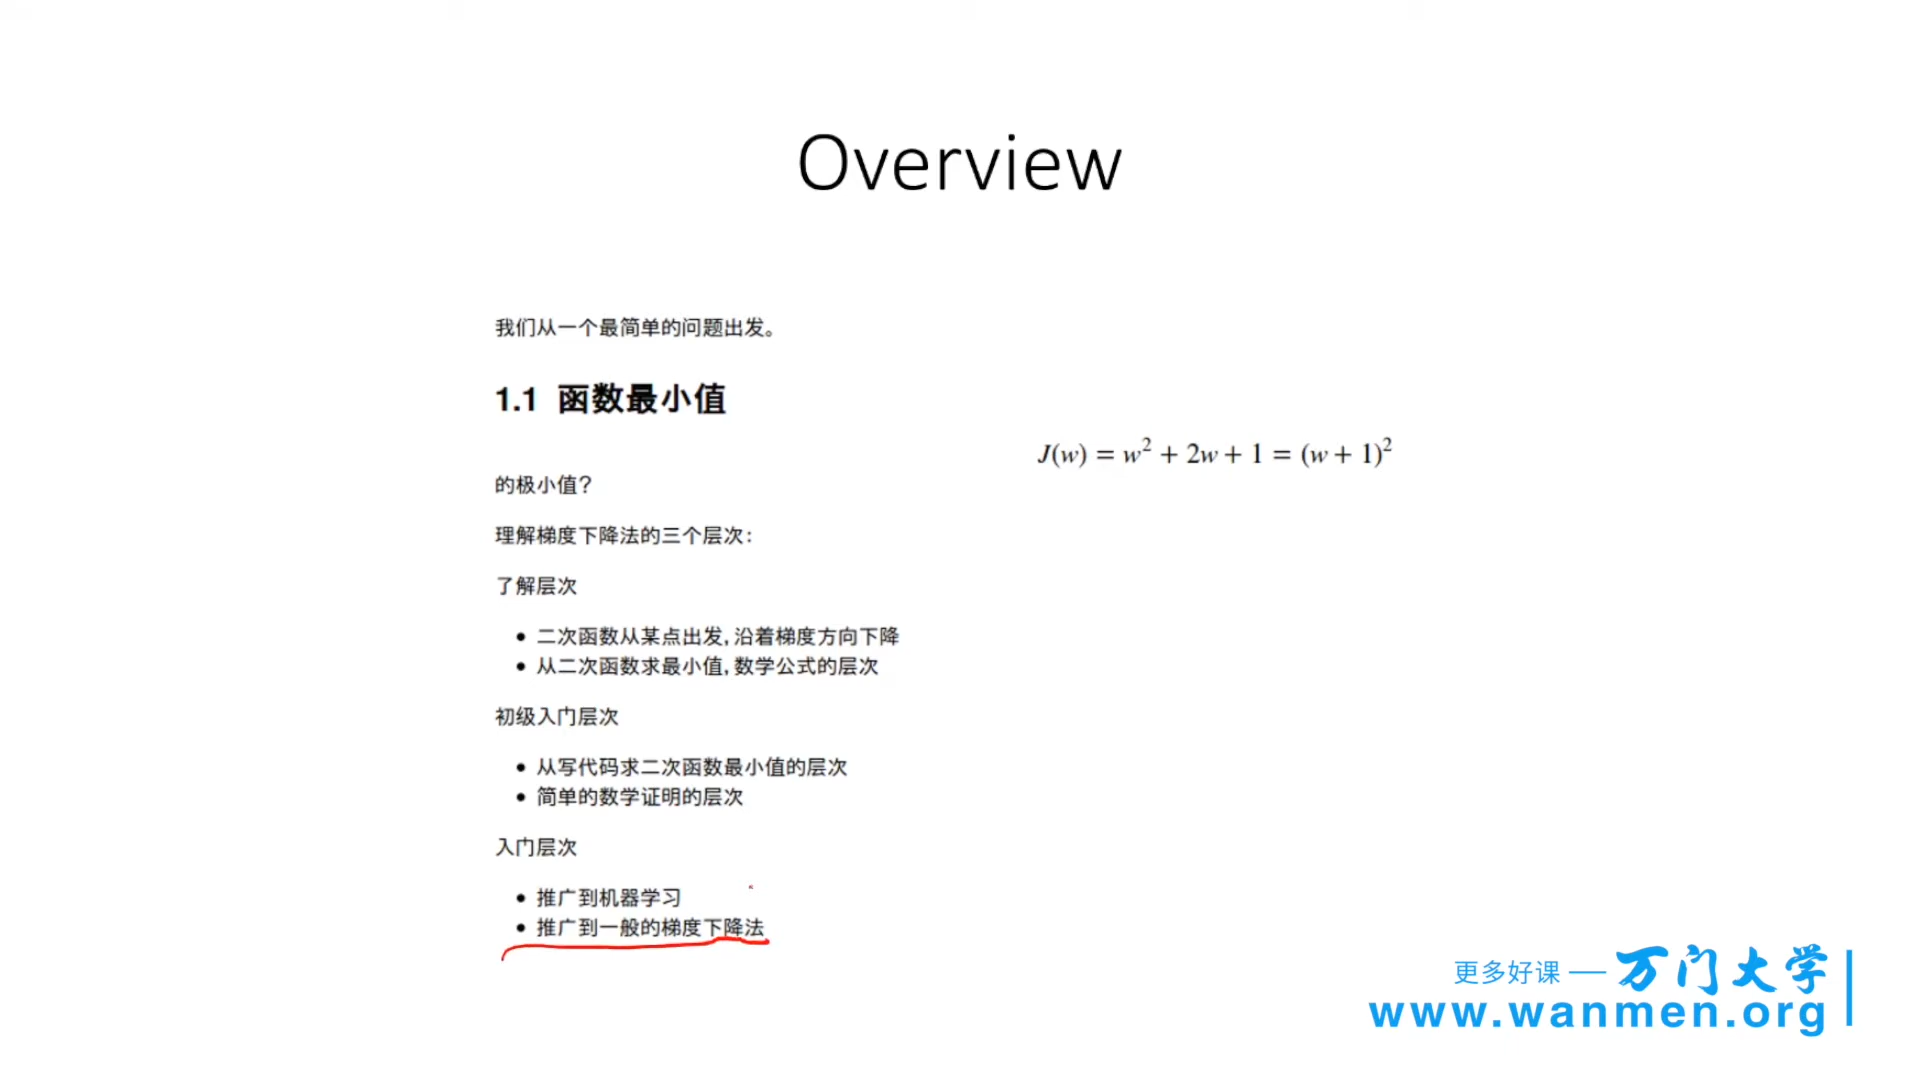 Overview
我们从一个最简单的问题出发。
1.1 函数最小值
J(w) = w² + 2w + 1 = (w + 1)²
的极小值？
理解梯度下降法的三个层次：
了解层次
• 二次函数从某点出发, 沿着梯度方向下降
• 从二次函数求最小值, 数学公式的层次
初级入门层次
• 从写代码求二次函数最小值的层次
• 简单的数学证明的层次
入门层次
• 推广到机器学习
• 推广到一般的梯度下降法
更多好课 — 万门大学
www.wanmen.org